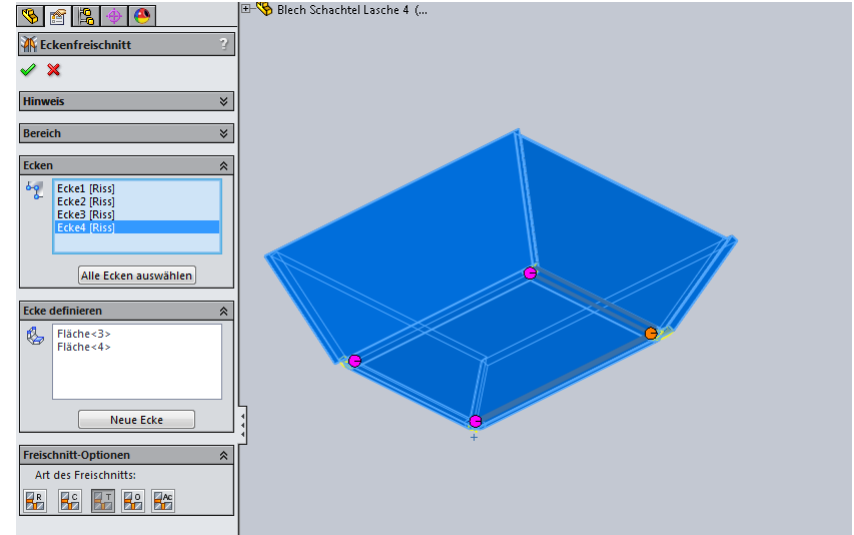 Blech Schachtel Lasche 4 (...
Eckenfreischnitt ?
Hinweis
Bereich
Ecken
Ecke1 [Riss]
Ecke2 [Riss]
Ecke3 [Riss]
Ecke4 [Riss]
Alle Ecken auswählen
Ecke definieren
Fläche<3>
Fläche<4>
Neue Ecke
Freischnitt-Optionen
Art des Freischnitts:
R C T O Ac